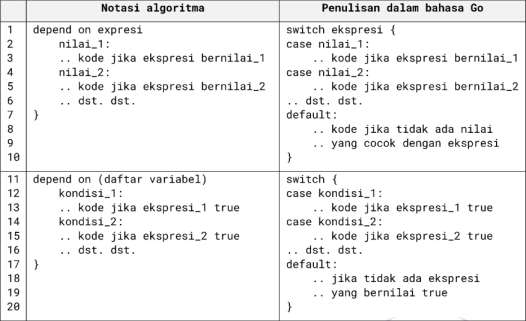 Notasi algoritma Penulisan dalam bahasa Go
1 depend on expresi switch ekspresi {
2 nilai_1: case nilai_1:
3 .. kode jika ekspresi bernilai_1 .. kode jika ekspresi bernilai_1
4 nilai_2: case nilai_2:
5 .. kode jika ekspresi bernilai_2 .. kode jika ekspresi bernilai_2
6 .. dst. dst. .. dst. dst.
7 } default:
8 .. kode jika tidak ada nilai
9 .. yang cocok dengan ekspresi
10 }
11 depend on (daftar variabel) switch {
12 kondisi_1: case kondisi_1:
13 .. kode jika ekspresi_1 true .. kode jika ekspresi_1 true
14 kondisi_2: case kondisi_2:
15 .. kode jika ekspresi_2 true .. kode jika ekspresi_2 true
16 .. dst. dst. .. dst. dst.
17 } default:
18 .. jika tidak ada ekspresi
19 .. yang bernilai true
20 }